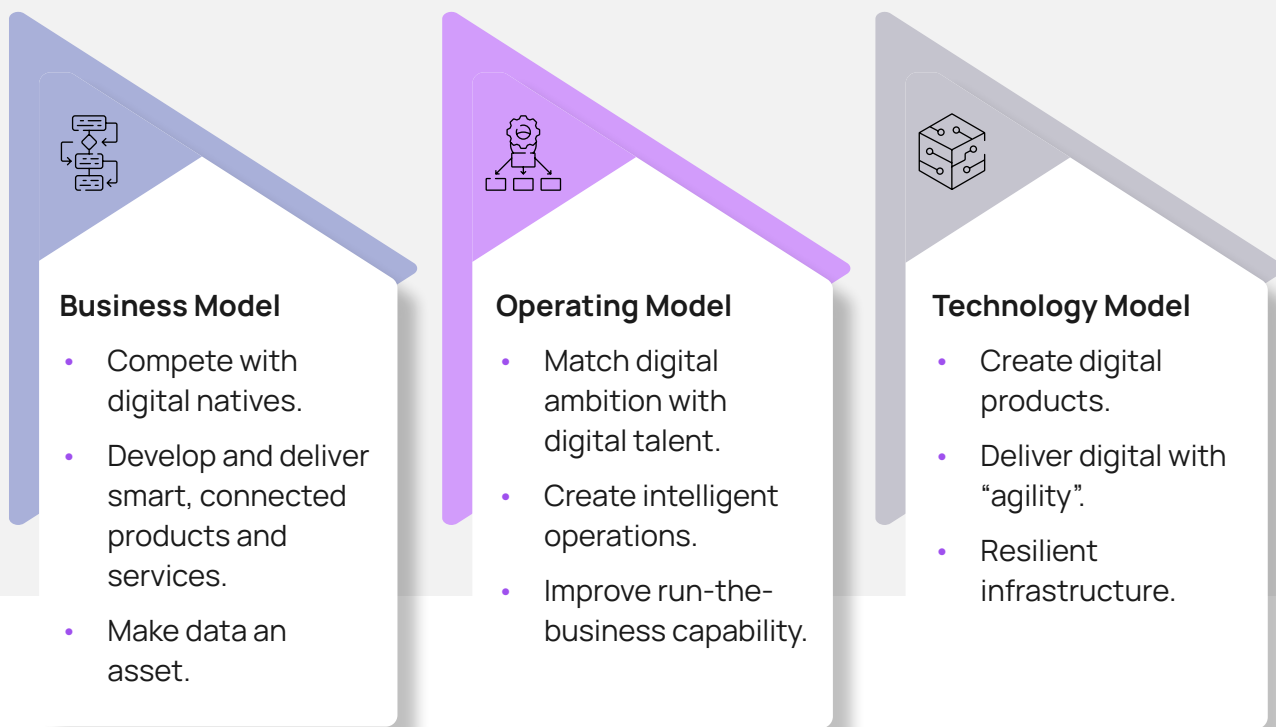 Business Model
• Compete with
digital natives.
• Develop and deliver
smart, connected
products and
services.
• Make data an
asset.
Operating Model
• Match digital
ambition with
digital talent.
• Create intelligent
operations.
• Improve run-the-
business capability.
Technology Model
• Create digital
products.
• Deliver digital with
“agility”.
• Resilient
infrastructure.